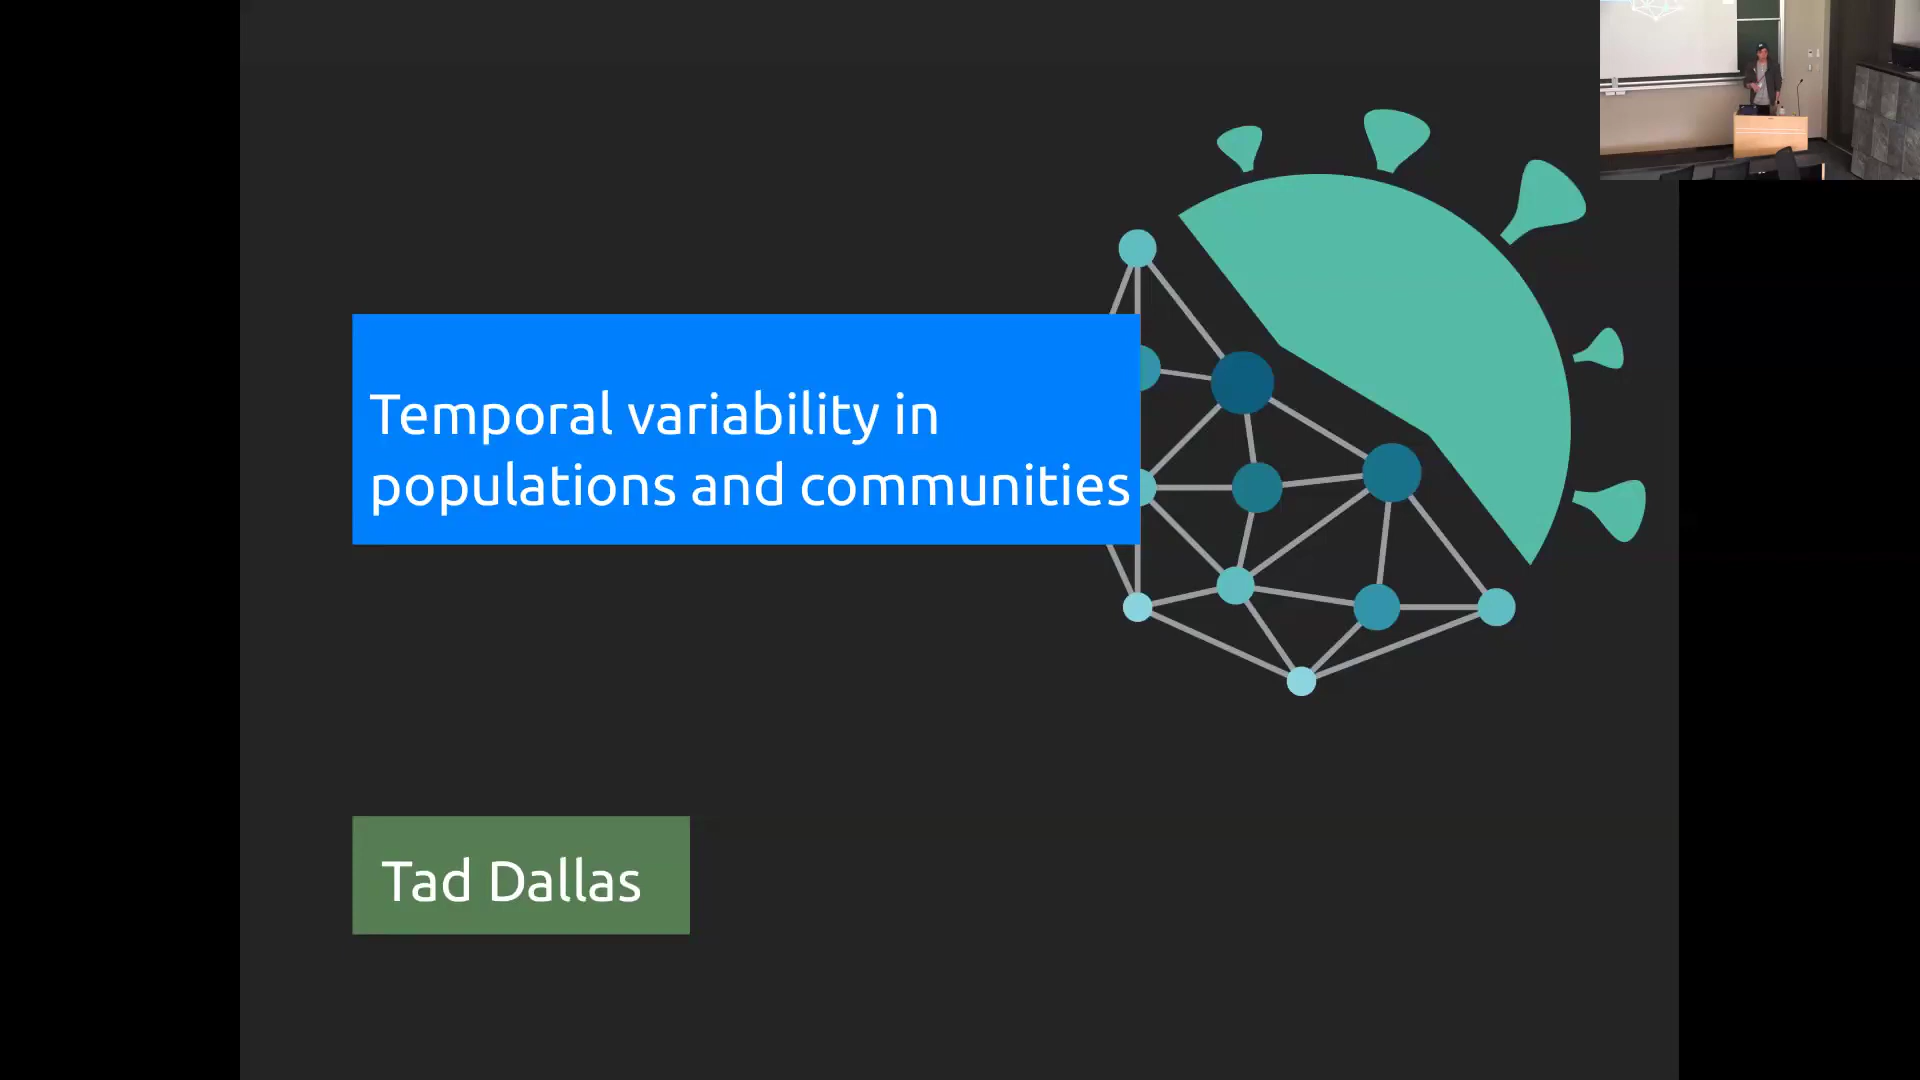 Temporal variability in
populations and communities
Tad Dallas